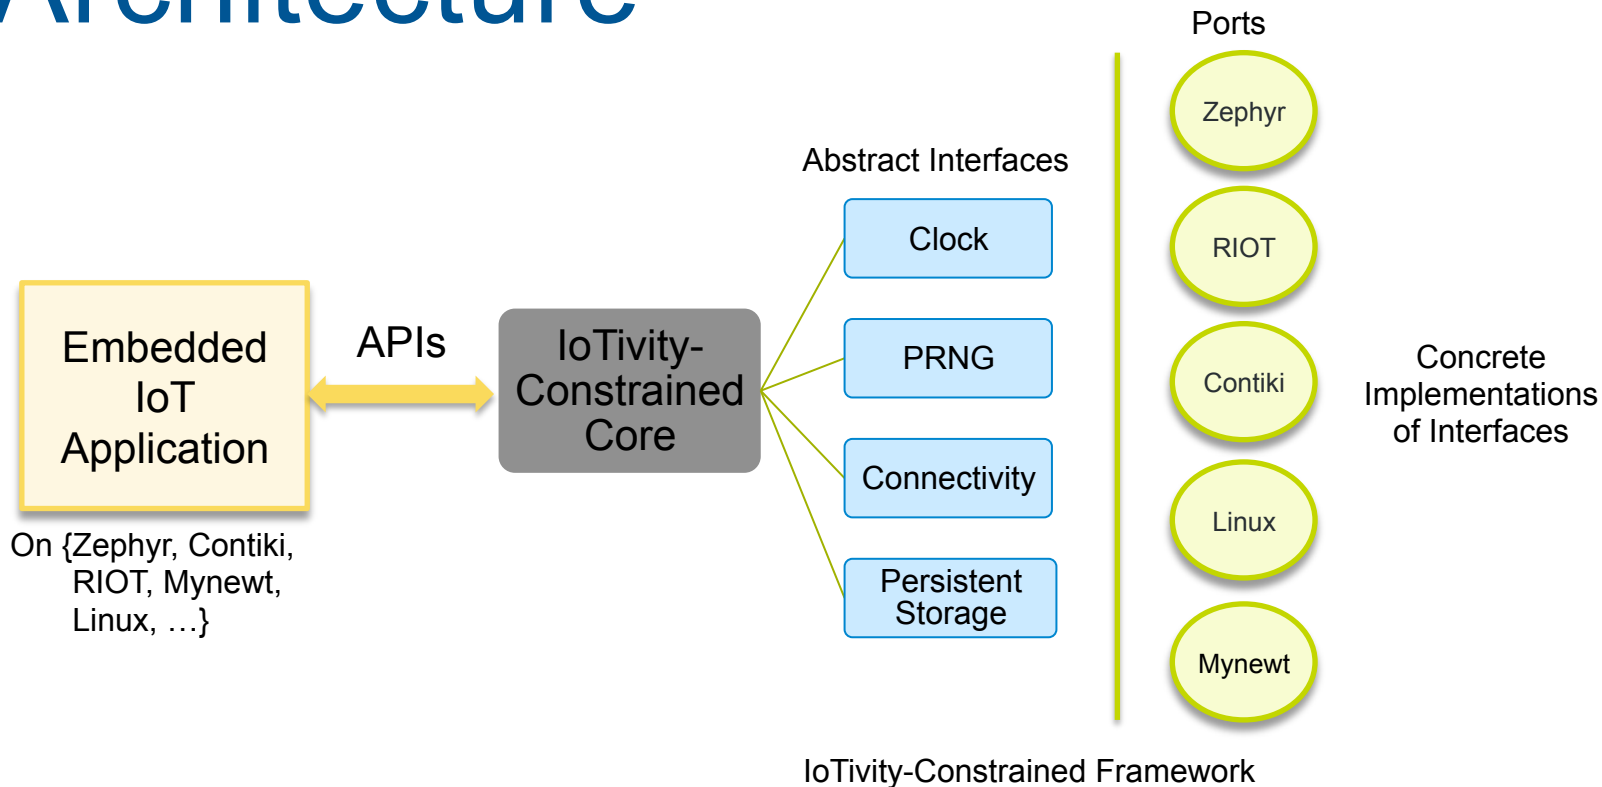 Architecture
Ports
Zephyr
Abstract Interfaces
Clock
RIOT
Embedded
IoT
Application
APIs
IoTivity-
Constrained
Core
PRNG
Contiki
Concrete
Implementations
of Interfaces
Connectivity
Linux
On {Zephyr, Contiki,
RIOT, Mynewt,
Linux, …}
Persistent
Storage
Mynewt
IoTivity-Constrained Framework